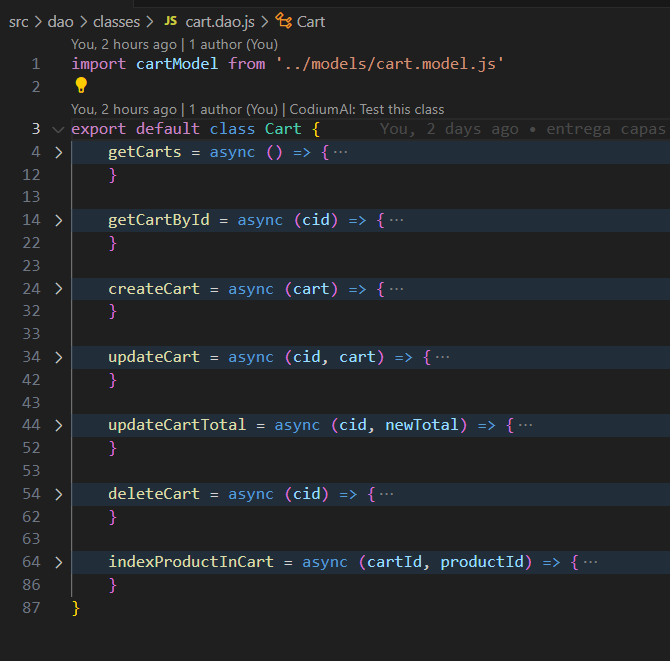 src > dao > classes > JS cart.dao.js > Cart
You, 2 hours ago | 1 author (You)
1 import cartModel from '../models/cart.model.js'
2
You, 2 hours ago | 1 author (You) | CodiumAI: Test this class
3 export default class Cart { You, 2 days ago • entrega capas
4 > getCarts = async () => { ···
12 }
13
14 > getCartById = async (cid) => { ···
22 }
23
24 > createCart = async (cart) => { ···
32 }
33
34 > updateCart = async (cid, cart) => { ···
42 }
43
44 > updateCartTotal = async (cid, newTotal) => { ···
52 }
53
54 > deleteCart = async (cid) => { ···
62 }
63
64 > indexProductInCart = async (cartId, productId) => { ···
86 }
87 }